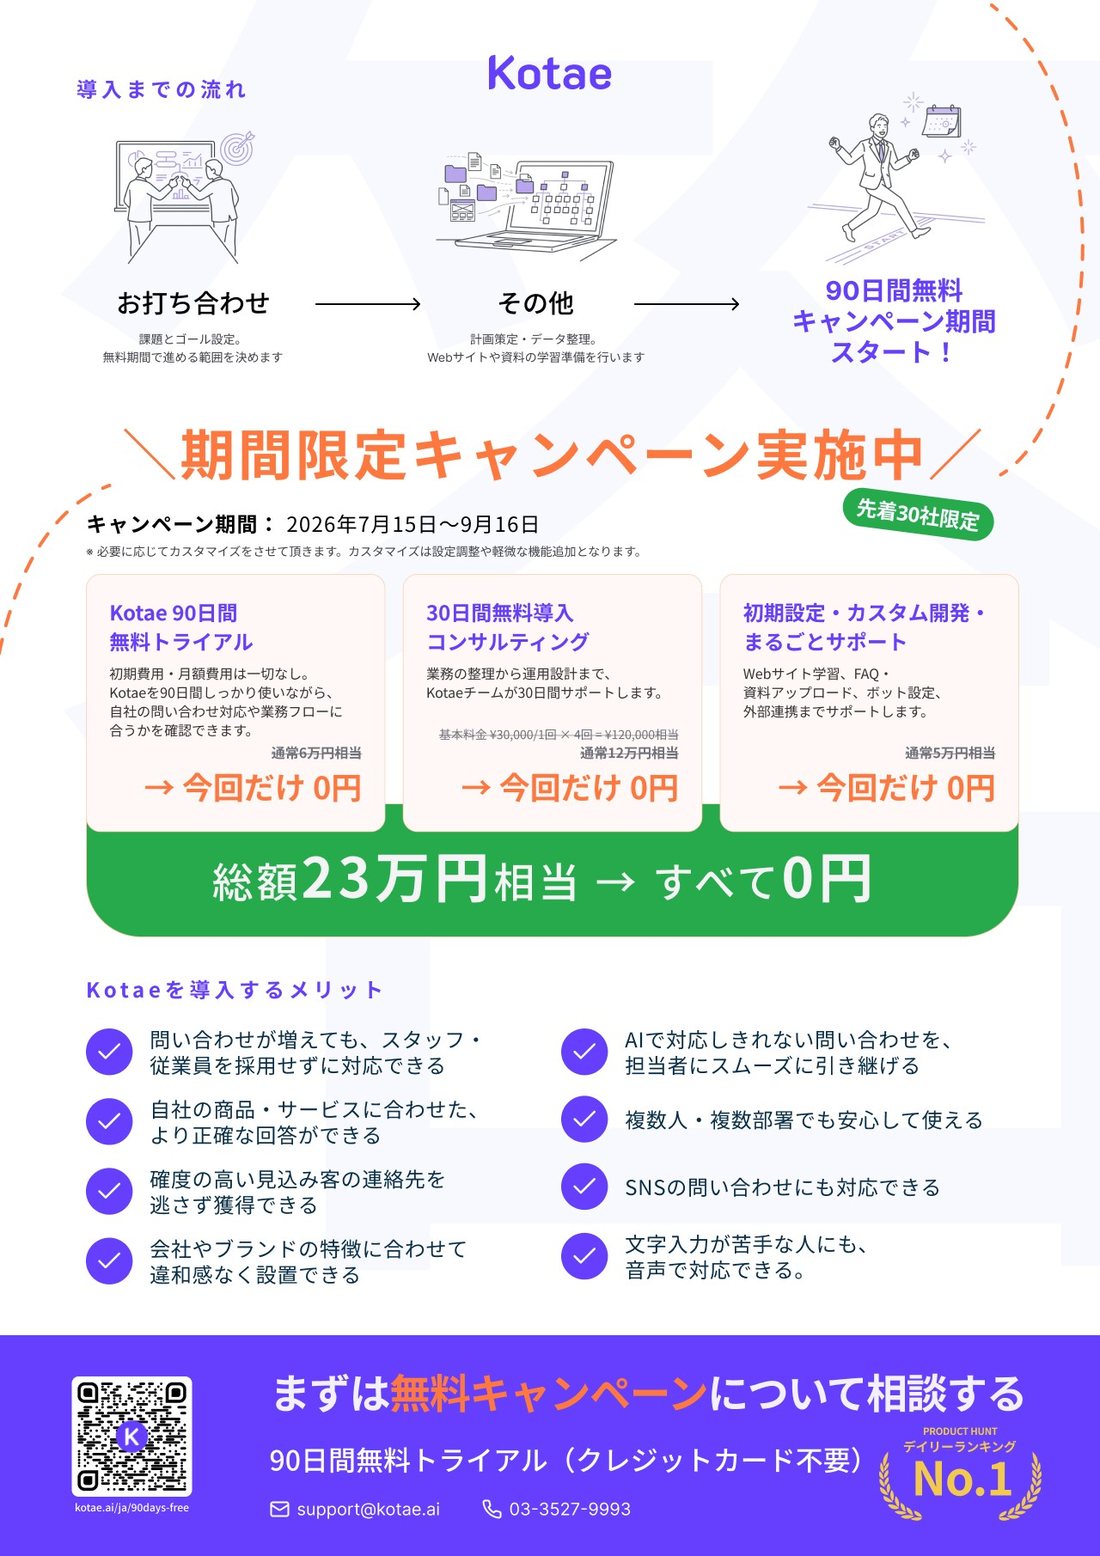 Kotae
導入までの流れ
START
お打ち合わせ
課題とゴール設定。
無料期間で進める範囲を決めます
その他
計画策定・データ整理。
Webサイトや資料の学習準備を行います
90日間無料
キャンペーン期間
スタート！
期間限定キャンペーン実施中
先着30社限定
キャンペーン期間： 2026年7月15日〜9月16日
※ 必要に応じてカスタマイズをさせて頂きます。カスタマイズは設定調整や軽微な機能追加となります。
Kotae 90日間
無料トライアル
初期費用・月額費用は一切なし。
Kotaeを90日間しっかり使いながら、
自社の問い合わせ対応や業務フローに
合うかを確認できます。
通常6万円相当
→ 今回だけ 0円
30日間無料導入
コンサルティング
業務の整理から運用設計まで、
Kotaeチームが30日間サポートします。
基本料金 ¥30,000/1回 × 4回 = ¥120,000相当
通常12万円相当
→ 今回だけ 0円
初期設定・カスタム開発・
まるごとサポート
Webサイト学習、FAQ・
資料アップロード、ボット設定、
外部連携までサポートします。
通常5万円相当
→ 今回だけ 0円
総額23万円相当 → すべて0円
Kotaeを導入するメリット
問い合わせが増えても、スタッフ・
従業員を採用せずに対応できる
自社の商品・サービスに合わせた、
より正確な回答ができる
確度の高い見込み客の連絡先を
逃さず獲得できる
会社やブランドの特徴に合わせて
違和感なく設置できる
AIで対応しきれない問い合わせを、
担当者にスムーズに引き継げる
複数人・複数部署でも安心して使える
SNSの問い合わせにも対応できる
文字入力が苦手な人にも、
音声で対応できる。
K
kotae.ai/ja/90days-free
まずは無料キャンペーンについて相談する
90日間無料トライアル（クレジットカード不要）
support@kotae.ai
03-3527-9993
PRODUCT HUNT
デイリーランキング
No.1